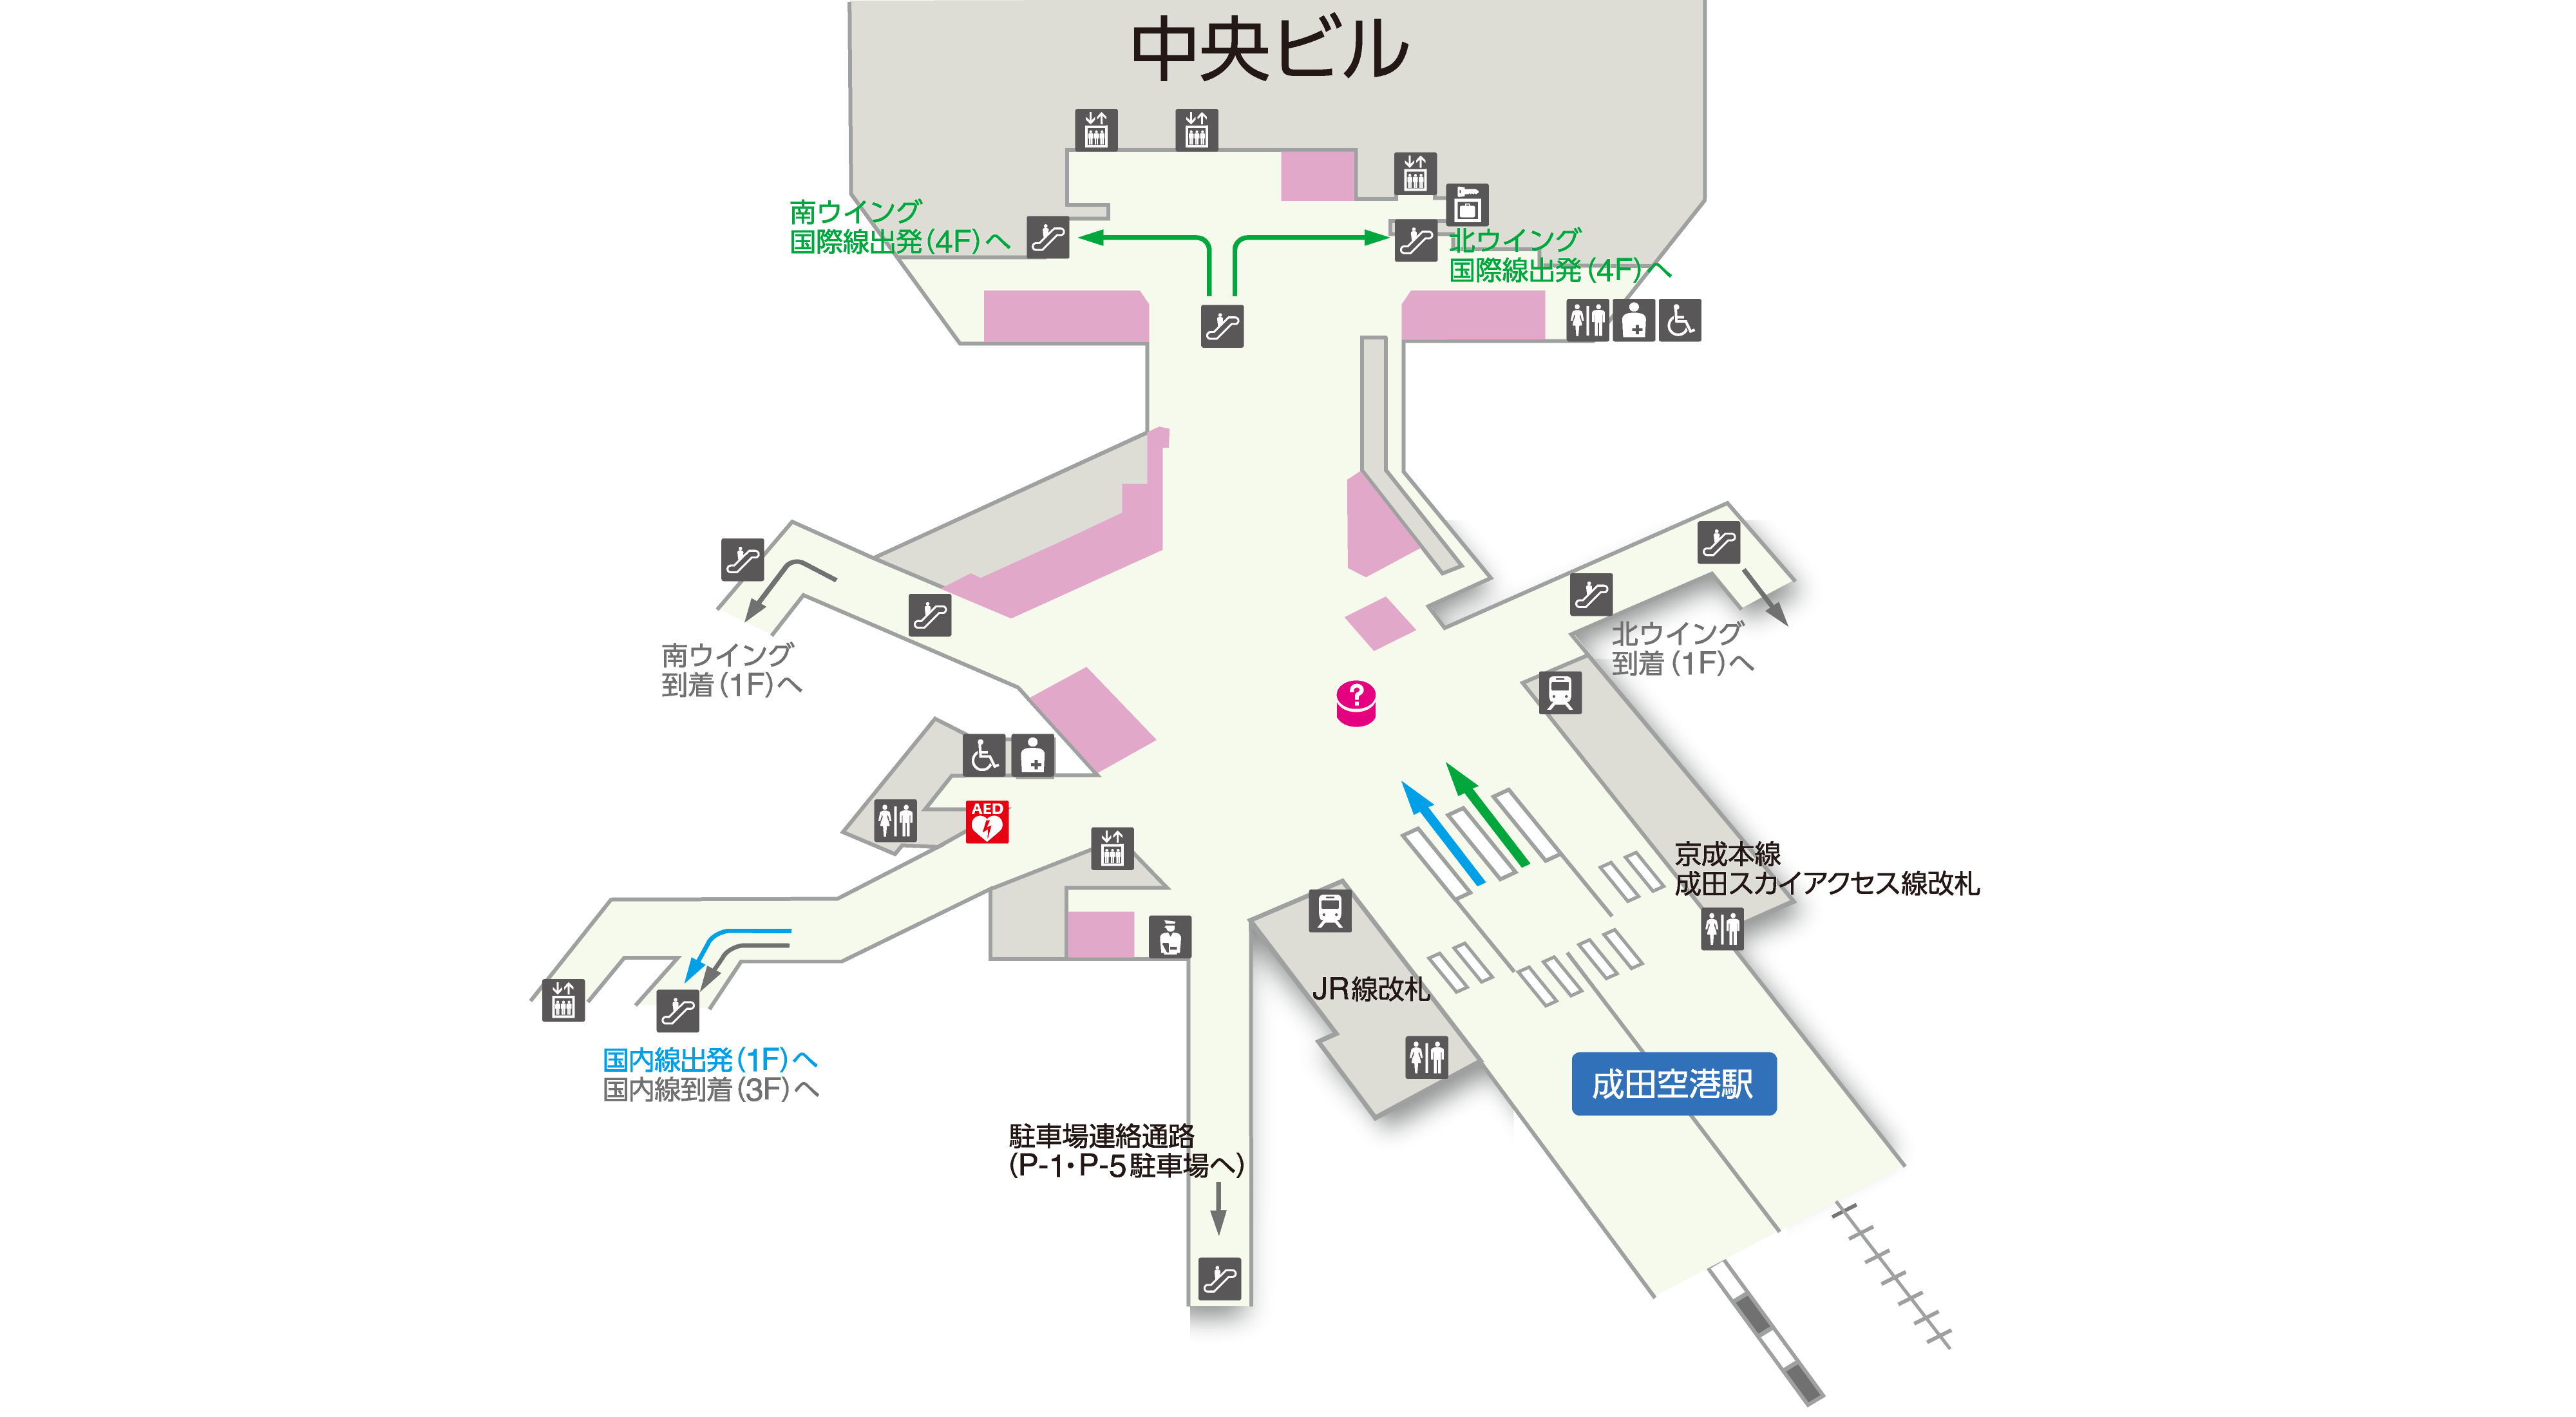 中央ビル
南ウイング
国際線出発(4F)へ
北ウイング
国際線出発(4F)へ
南ウイング
到着(1F)へ
北ウイング
到着(1F)へ
?
AED
京成本線
成田スカイアクセス線改札
JR線改札
国内線出発(1F)へ
国内線到着(3F)へ
成田空港駅
駐車場連絡通路
(P-1・P-5駐車場へ)